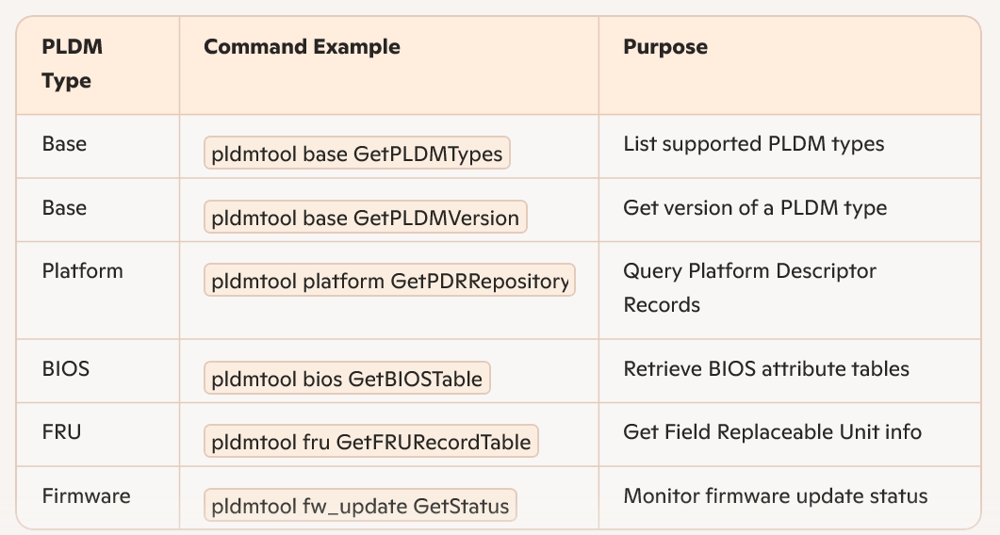 PLDM Type Command Example Purpose
Base pldmtool base GetPLDMTypes List supported PLDM types
Base pldmtool base GetPLDMVersion Get version of a PLDM type
Platform pldmtool platform GetPDRRepository Query Platform Descriptor
Records
BIOS pldmtool bios GetBIOSTable Retrieve BIOS attribute tables
FRU pldmtool fru GetFRURecordTable Get Field Replaceable Unit info
Firmware pldmtool fw_update GetStatus Monitor firmware update status